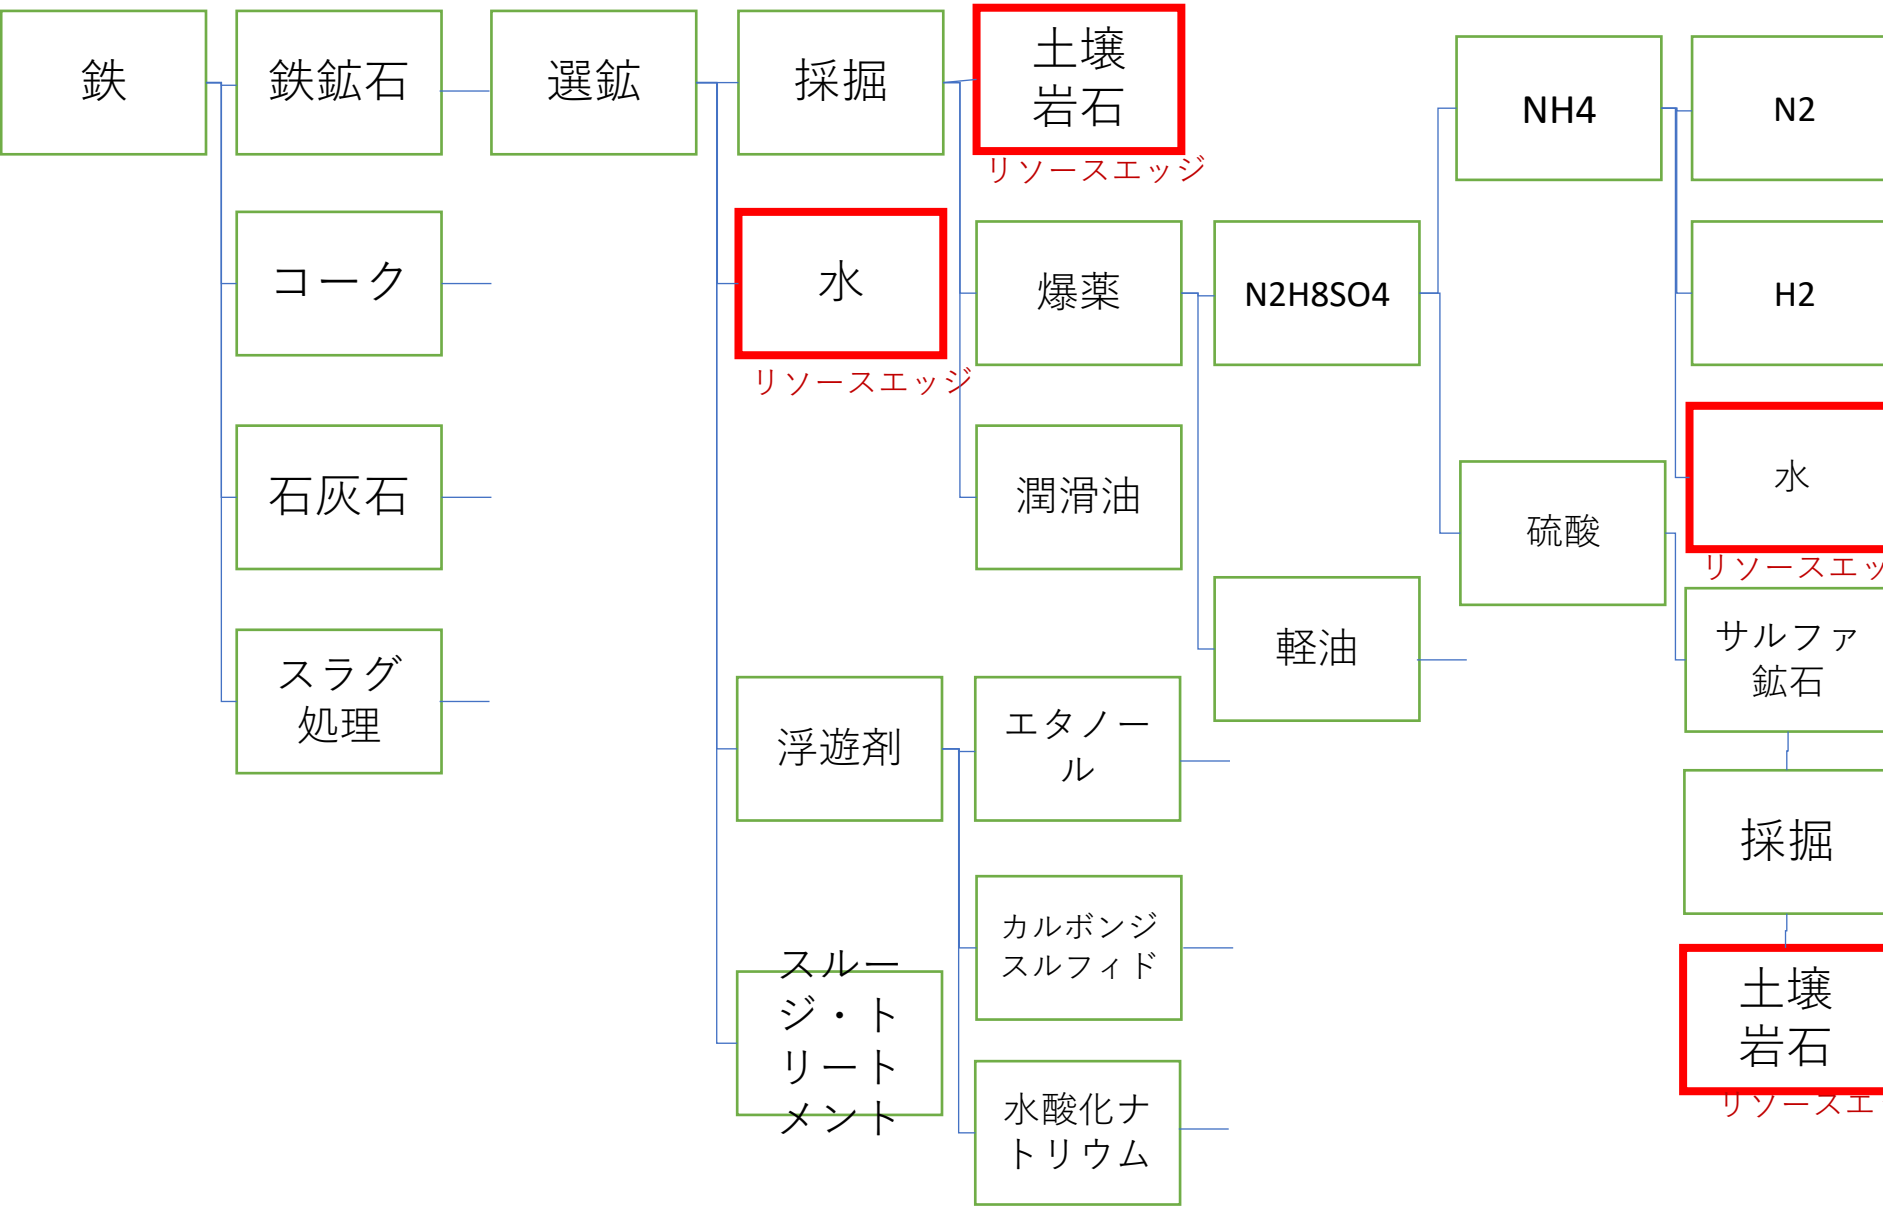 鉄
鉄鉱石
コーク
石灰石
スラグ
処理
選鉱
採掘
水
リソースエッジ
浮遊剤
スルー
ジ・ト
リート
メント
土壌
岩石
リソースエッジ
爆薬
潤滑油
エタノー
ル
カルボンジ
スルフィド
水酸化ナ
トリウム
N2H8SO4
軽油
NH4
硫酸
N2
H2
水
リソースエッ
サルファ
鉱石
採掘
土壌
岩石
リソースエ